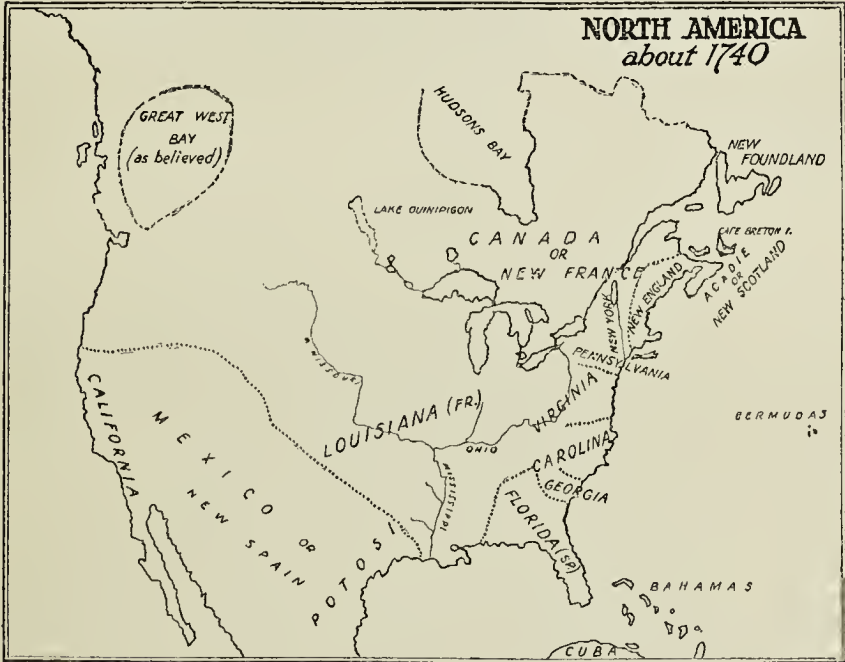 NORTH AMERICA
about 1740
GREAT WEST
BAY
(as believed)
HUDSONS BAY
NEW
FOUNDLAND
LAKE OUINIPIGON
CANADA
OR
NEW FRANCE
CAPE BRETON I.
ACADIE
OR
NEW SCOTLAND
NEW ENGLAND
NEW YORK
PENNSYLVANIA
MISSOURI
CALIFORNIA
MEXICO
OR
NEW SPAIN
LOUISIANA (FR.)
VIRGINIA
OHIO
BERMUDAS
CAROLINA
GEORGIA
MISSISSIPI
FLORIDA (SP.)
POTOSI
BAHAMAS
CUBA